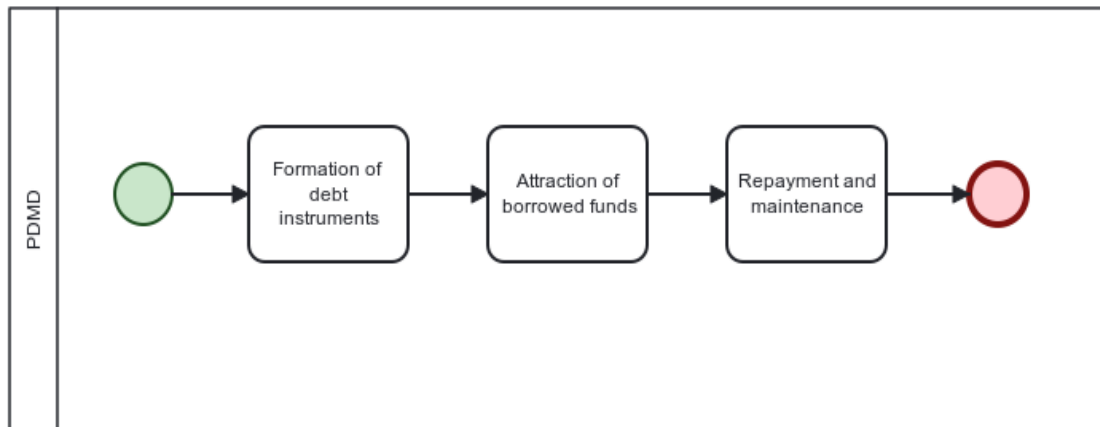 PDMD
Formation of
debt
instruments
Attraction of
borrowed funds
Repayment and
maintenance